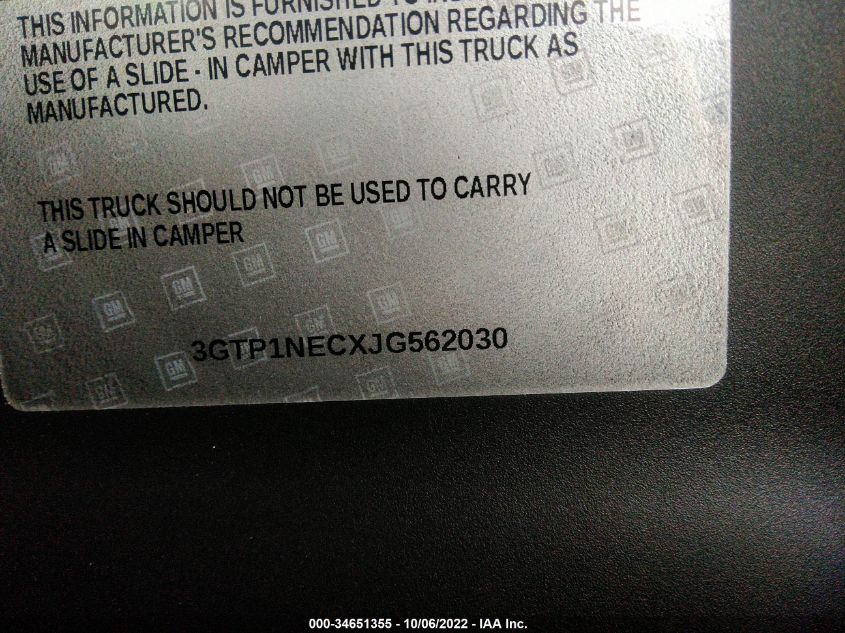 THIS INFORMATION IS FURNISHED TO
MANUFACTURER'S RECOMMENDATION REGARDING THE
USE OF A SLIDE - IN CAMPER WITH THIS TRUCK AS
MANUFACTURED.
THIS TRUCK SHOULD NOT BE USED TO CARRY
A SLIDE IN CAMPER
3GTP1NECXJG562030
000-34651355 - 10/06/2022 - IAA Inc.